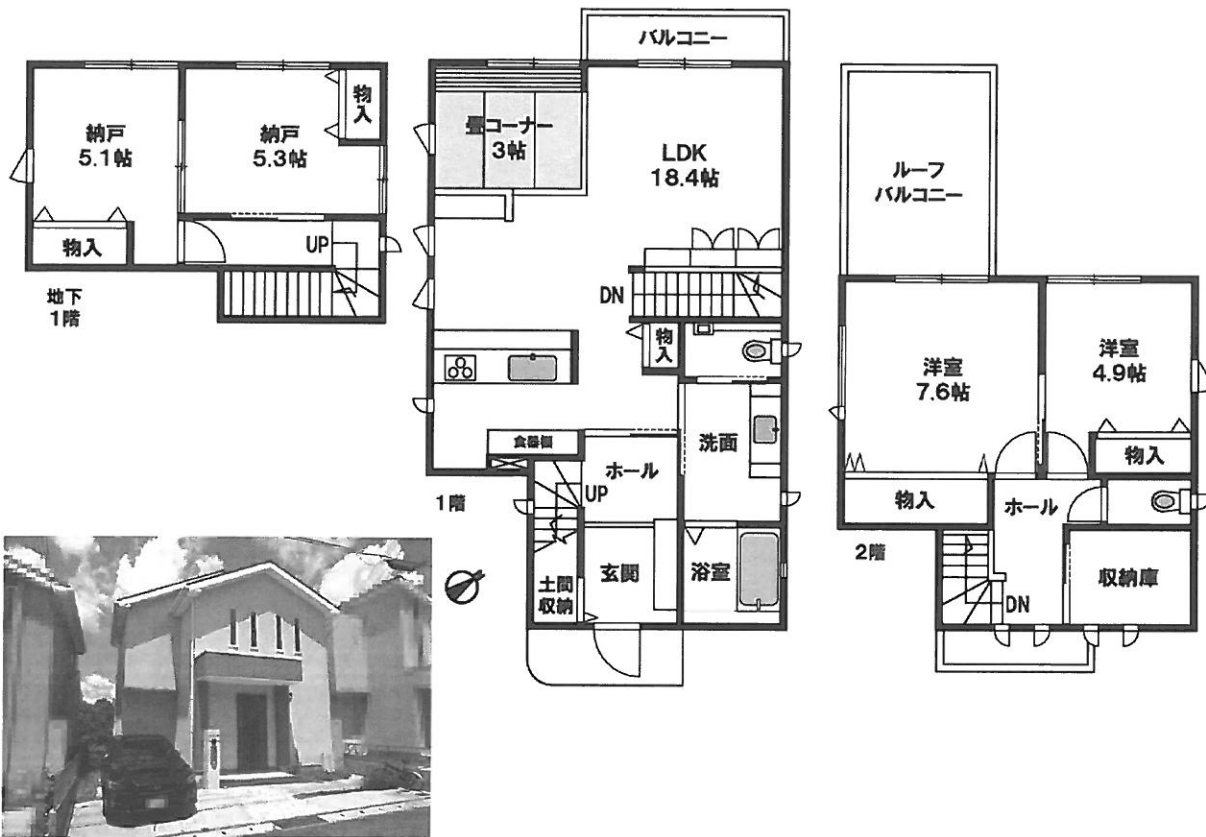 納戸
5.1帖
物入
納戸
5.3帖
物入
UP
地下
1階
バルコニー
畳コーナー
3帖
LDK
18.4帖
DN
物入
洗面
食器棚
ホール
UP
1階
玄関
土間
収納
浴室
ルーフ
バルコニー
洋室
7.6帖
洋室
4.9帖
物入
物入
ホール
2階
DN
収納庫